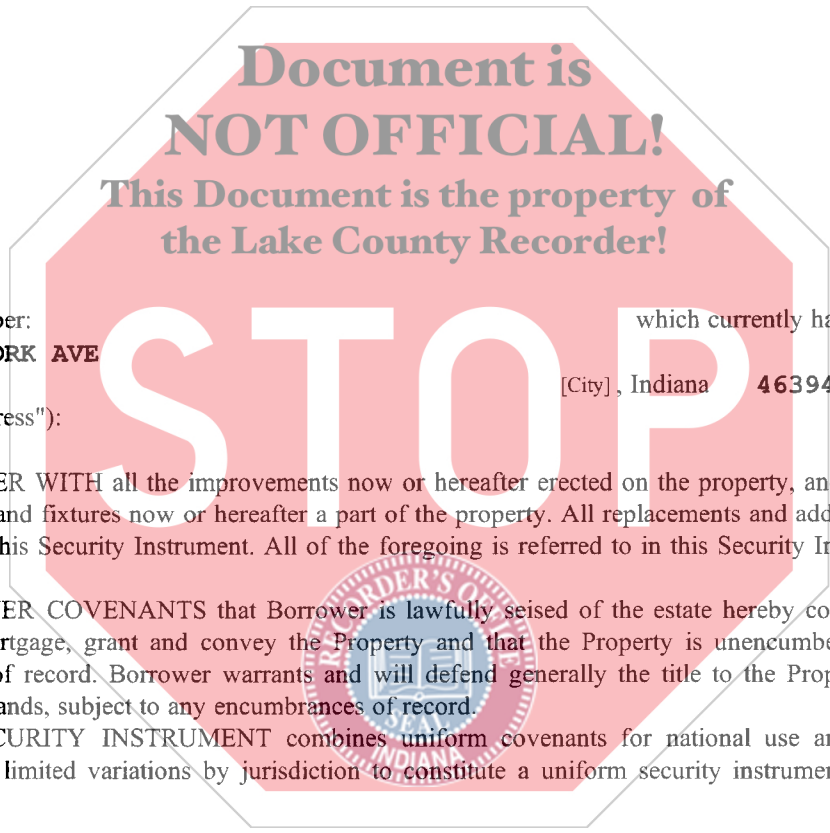 Document is
NOT OFFICIAL!
This Document is the property of
the Lake County Recorder!
STOP
ber: which currently ha
ORK AVE
[City] , Indiana 46394
ress"):
ER WITH all the improvements now or hereafter erected on the property, an
and fixtures now or hereafter a part of the property. All replacements and add
his Security Instrument. All of the foregoing is referred to in this Security In
ER COVENANTS that Borrower is lawfully seised of the estate hereby co
rtgage, grant and convey the Property and that the Property is unencumbe
of record. Borrower warrants and will defend generally the title to the Prop
ands, subject to any encumbrances of record.
CURITY INSTRUMENT combines uniform covenants for national use an
limited variations by jurisdiction to constitute a uniform security instrumen
RECORDER'S OFFICE
SEAL
INDIANA